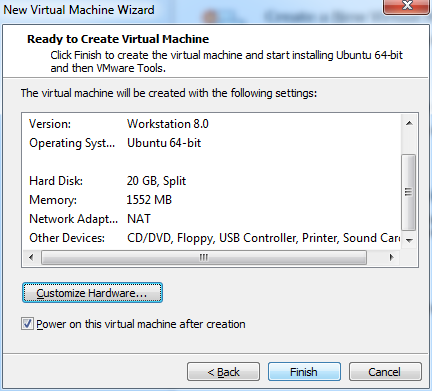 New Virtual Machine Wizard
Ready to Create Virtual Machine
Click Finish to create the virtual machine and start installing Ubuntu 64-bit
and then VMware Tools.
The virtual machine will be created with the following settings:
Version: Workstation 8.0
Operating Syst... Ubuntu 64-bit
Hard Disk: 20 GB, Split
Memory: 1552 MB
Network Adapt... NAT
Other Devices: CD/DVD, Floppy, USB Controller, Printer, Sound Card
Customize Hardware...
Power on this virtual machine after creation
< Back Finish Cancel